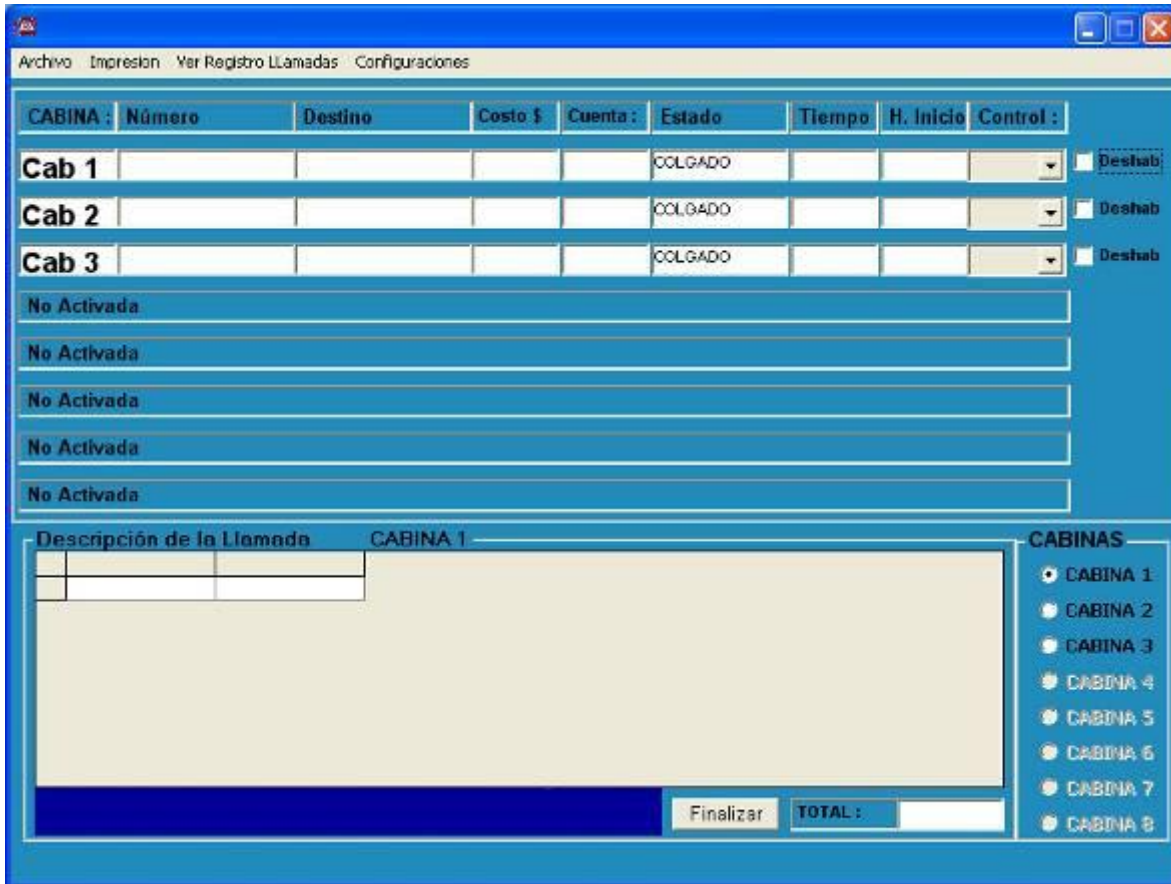 Archivo Impresion Ver Registro LLamadas Configuraciones
CABINA : Número Destino Costo $ Cuenta : Estado Tiempo H. Inicio Control :
Cab 1 COLGADO Deshab
Cab 2 COLGADO Deshab
Cab 3 COLGADO Deshab
No Activada
No Activada
No Activada
No Activada
No Activada
Descripción de la Llamada CABINA 1
CABINAS
CABINA 1
CABINA 2
CABINA 3
CABINA 4
CABINA 5
CABINA 6
CABINA 7
CABINA 8
Finalizar TOTAL :